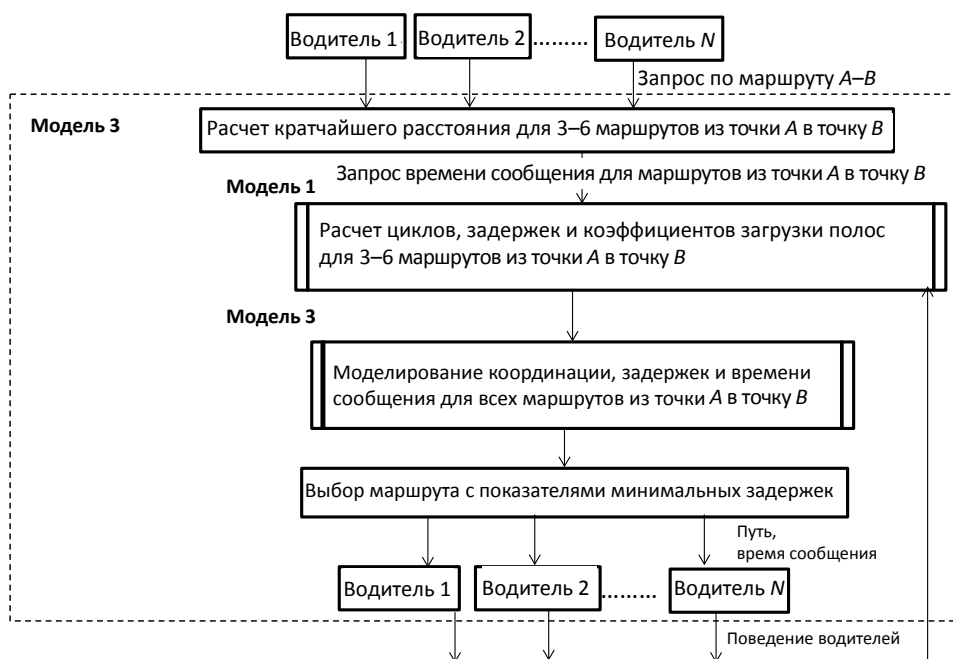 Водитель 1
Водитель 2
.........
Водитель N
Запрос по маршруту A–B
Модель 3
Расчет кратчайшего расстояния для 3–6 маршрутов из точки A в точку B
Запрос времени сообщения для маршрутов из точки A в точку B
Модель 1
Расчет циклов, задержек и коэффициентов загрузки полос
для 3–6 маршрутов из точки A в точку B
Модель 3
Моделирование координации, задержек и времени
сообщения для всех маршрутов из точки A в точку B
Выбор маршрута с показателями минимальных задержек
Путь,
время сообщения
Водитель 1
Водитель 2
.........
Водитель N
Поведение водителей